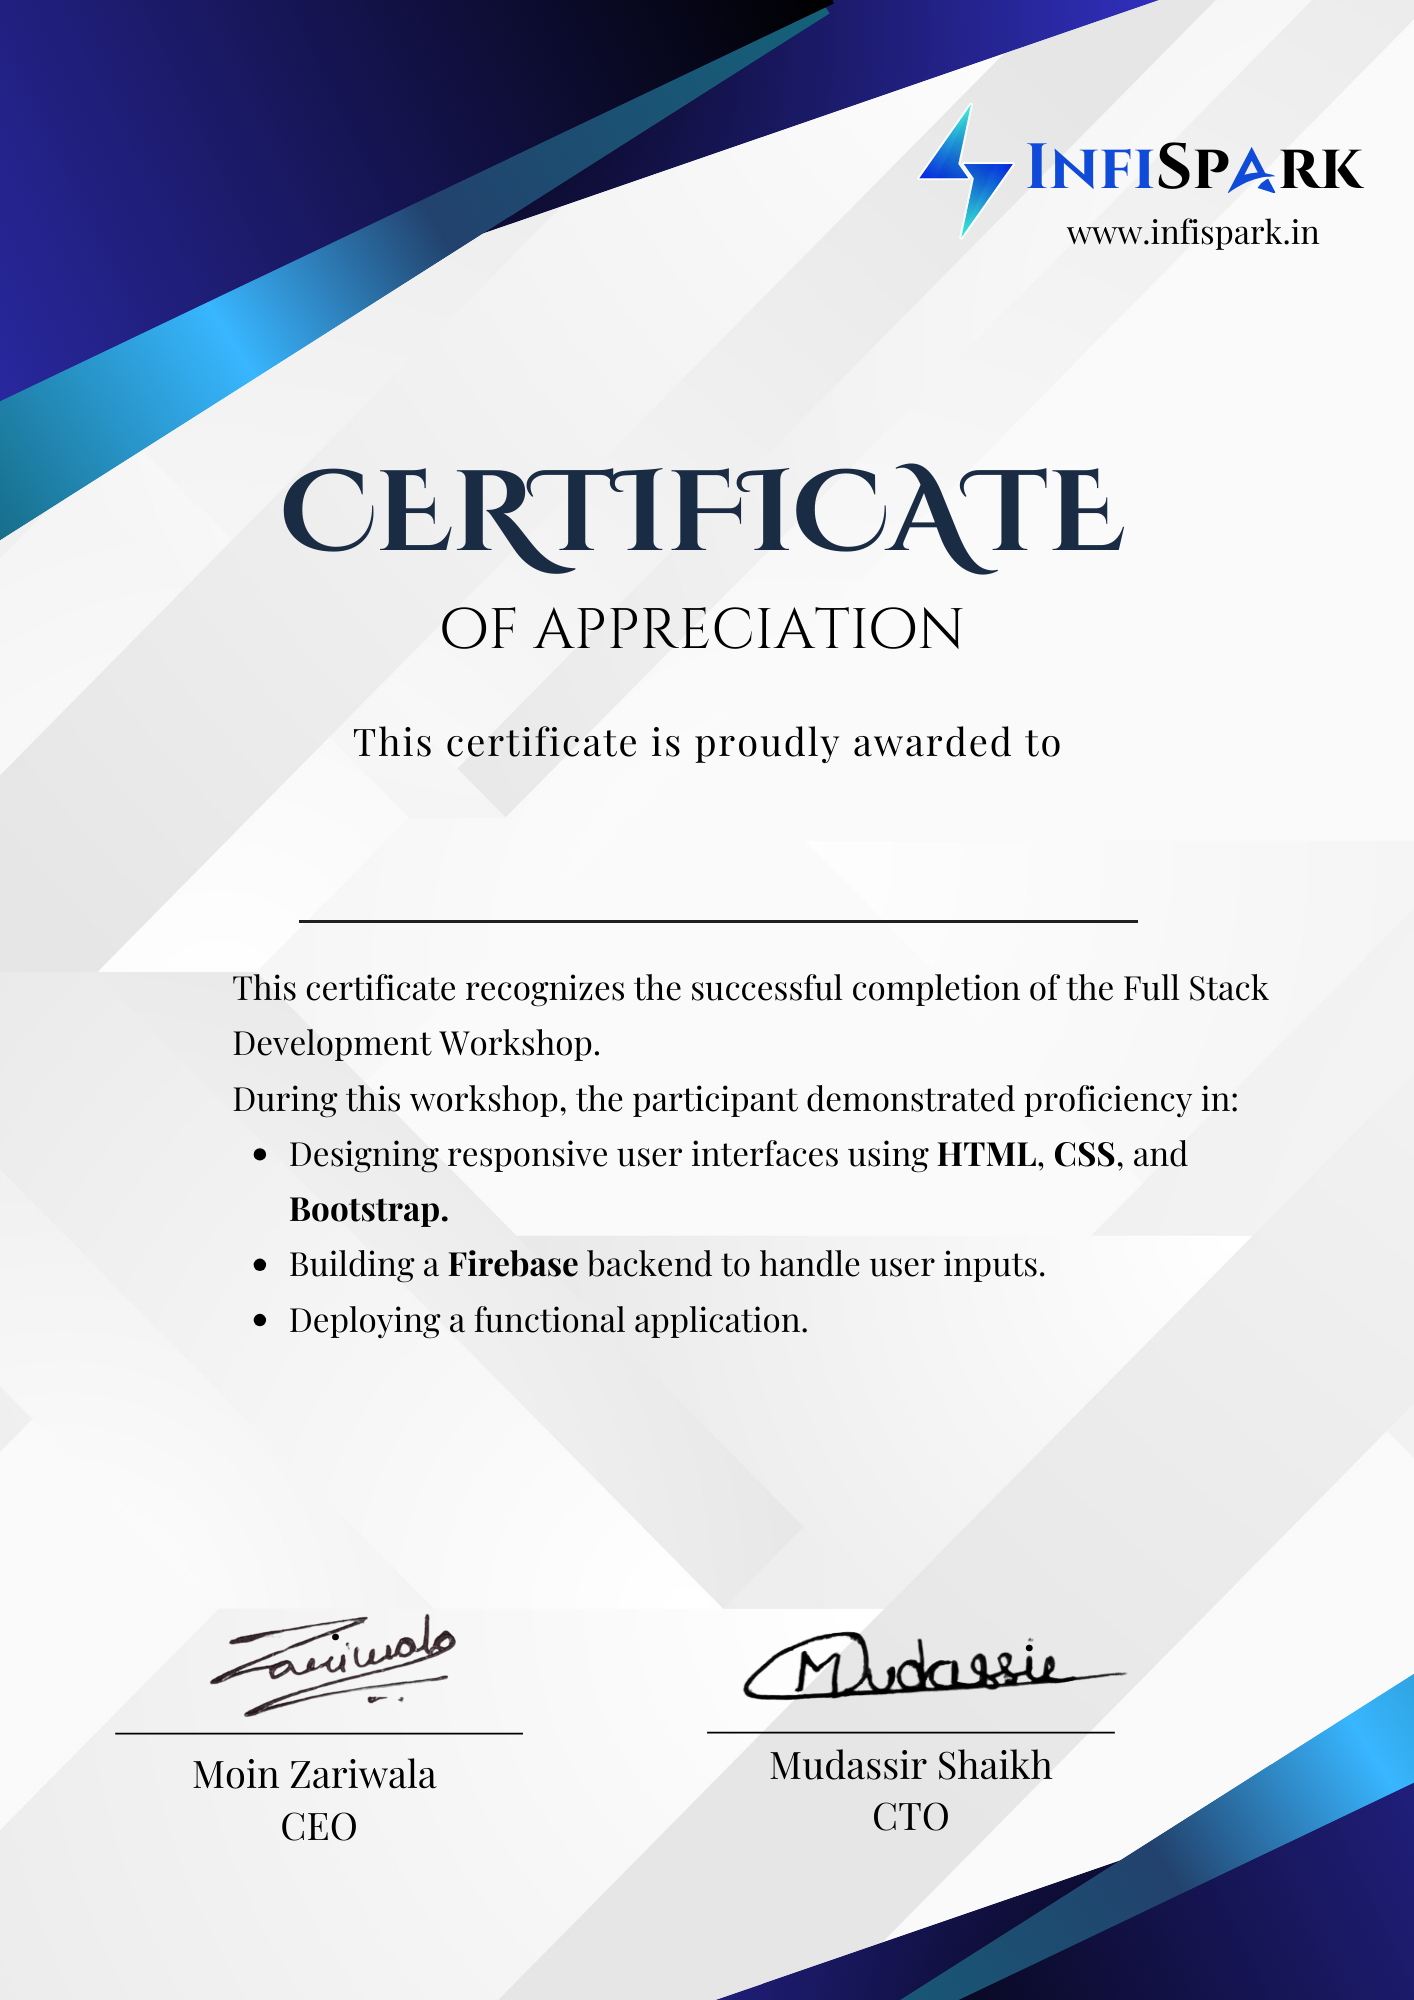 INFISPARK
www.infispark.in
CERTIFICATE
OF APPRECIATION
This certificate is proudly awarded to
This certificate recognizes the successful completion of the Full Stack
Development Workshop.
During this workshop, the participant demonstrated proficiency in:
• Designing responsive user interfaces using HTML, CSS, and
Bootstrap.
• Building a Firebase backend to handle user inputs.
• Deploying a functional application.
Zariwala
Mudassir
Moin Zariwala
CEO
Mudassir Shaikh
CTO